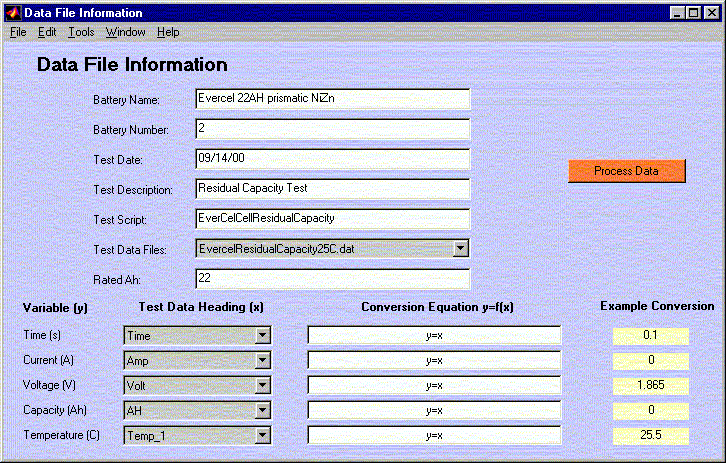 Data File Information
File Edit Tools Window Help
Data File Information
Battery Name: Evercel 22AH prismatic NiZn
Battery Number: 2
Test Date: 09/14/00
Process Data
Test Description: Residual Capacity Test
Test Script: EverCelCellResidualCapacity
Test Data Files: EvercelResidualCapacity25C.dat
Rated Ah: 22
Variable (y) Test Data Heading (x) Conversion Equation y=f(x) Example Conversion
Time (s) Time y=x 0.1
Current (A) Amp y=x 0
Voltage (V) Volt y=x 1.865
Capacity (Ah) AH y=x 0
Temperature (C) Temp_1 y=x 25.5